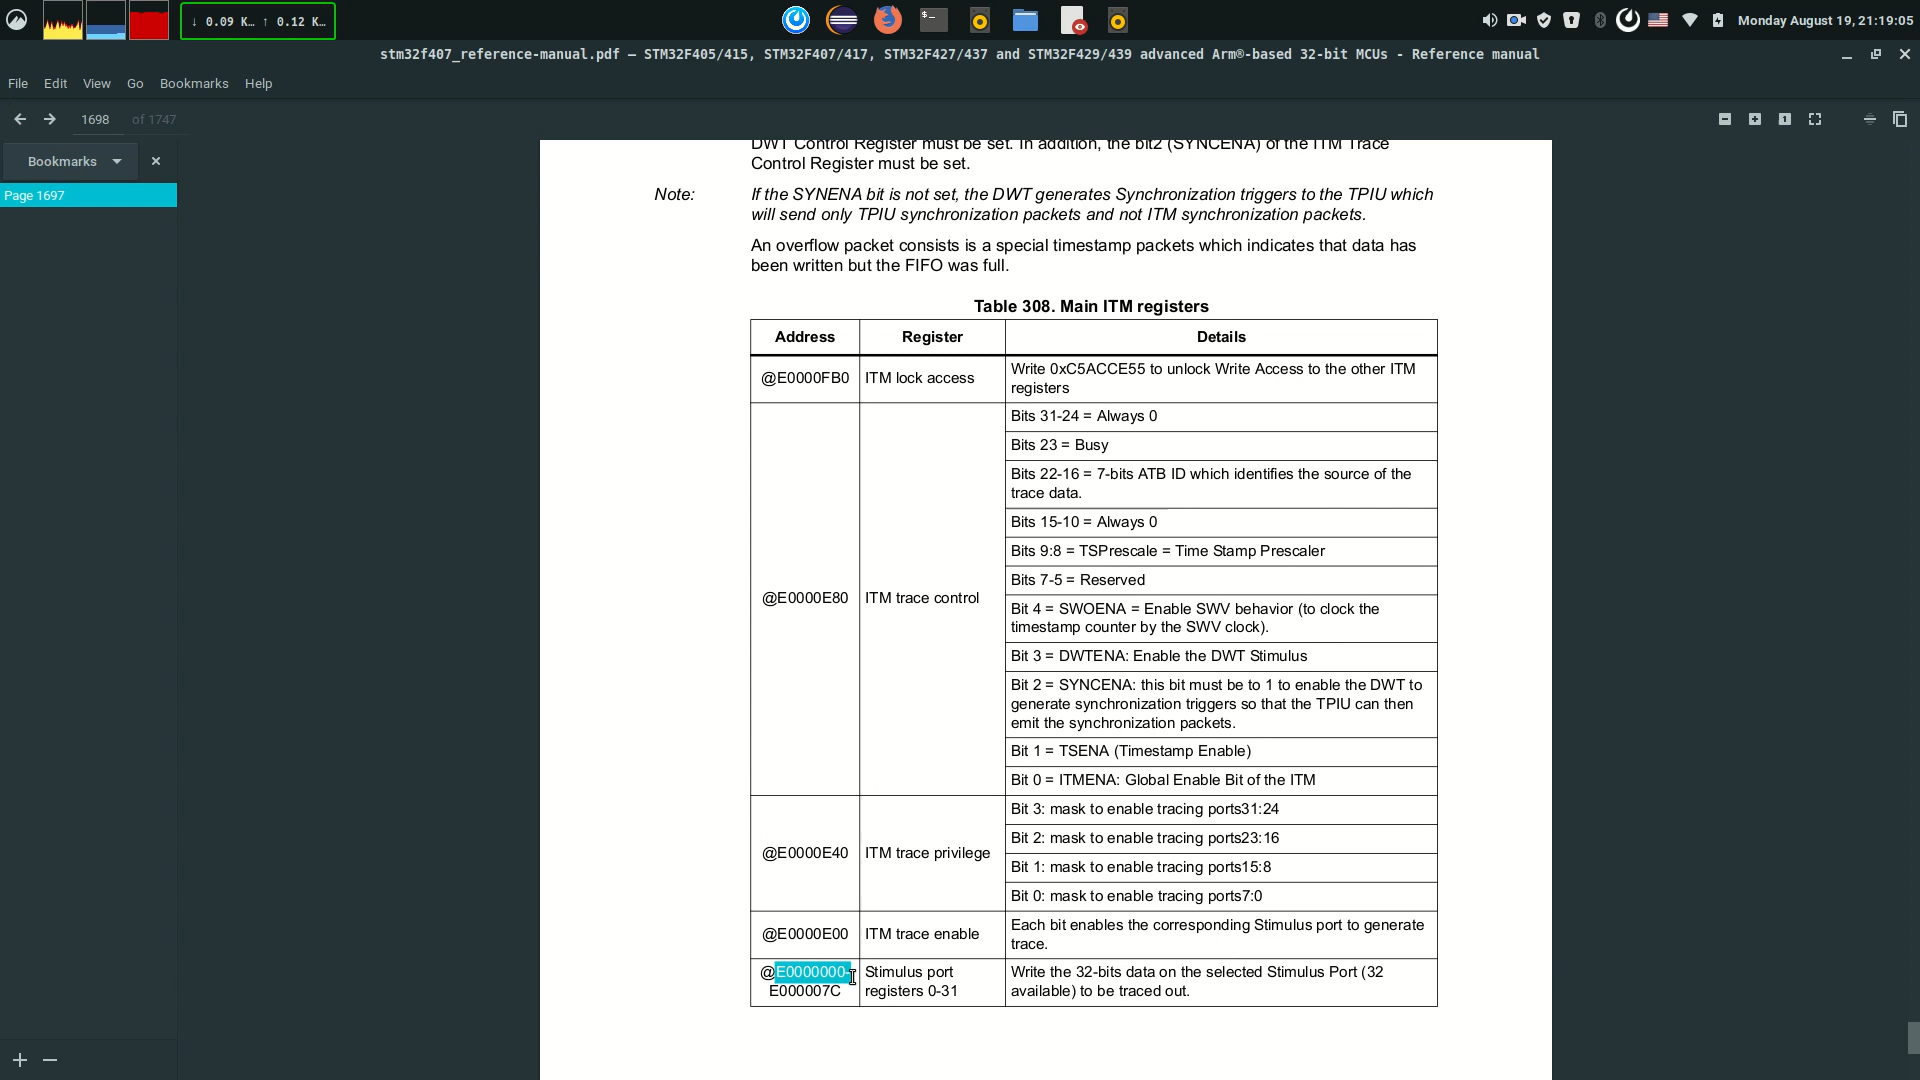 ↓ 0.09 K… ↑ 0.12 K…
Monday August 19, 21:19:05
stm32f407_reference-manual.pdf — STM32F405/415, STM32F407/417, STM32F427/437 and STM32F429/439 advanced Arm®-based 32-bit MCUs - Reference manual
File Edit View Go Bookmarks Help
1698 of 1747
Bookmarks
Page 1697
DWT Control Register must be set. In addition, the bit2 (SYNCENA) of the ITM Trace
Control Register must be set.
Note: If the SYNENA bit is not set, the DWT generates Synchronization triggers to the TPIU which
will send only TPIU synchronization packets and not ITM synchronization packets.
An overflow packet consists is a special timestamp packets which indicates that data has
been written but the FIFO was full.
Table 308. Main ITM registers
Address Register Details
@E0000FB0 ITM lock access
Write 0xC5ACCE55 to unlock Write Access to the other ITM
registers
@E0000E80 ITM trace control
Bits 31-24 = Always 0
Bits 23 = Busy
Bits 22-16 = 7-bits ATB ID which identifies the source of the
trace data.
Bits 15-10 = Always 0
Bits 9:8 = TSPrescale = Time Stamp Prescaler
Bits 7-5 = Reserved
Bit 4 = SWOENA = Enable SWV behavior (to clock the
timestamp counter by the SWV clock).
Bit 3 = DWTENA: Enable the DWT Stimulus
Bit 2 = SYNCENA: this bit must be to 1 to enable the DWT to
generate synchronization triggers so that the TPIU can then
emit the synchronization packets.
Bit 1 = TSENA (Timestamp Enable)
Bit 0 = ITMENA: Global Enable Bit of the ITM
@E0000E40 ITM trace privilege
Bit 3: mask to enable tracing ports31:24
Bit 2: mask to enable tracing ports23:16
Bit 1: mask to enable tracing ports15:8
Bit 0: mask to enable tracing ports7:0
@E0000E00 ITM trace enable
Each bit enables the corresponding Stimulus port to generate
trace.
@E0000000- Stimulus port Write the 32-bits data on the selected Stimulus Port (32
E000007C registers 0-31 available) to be traced out.